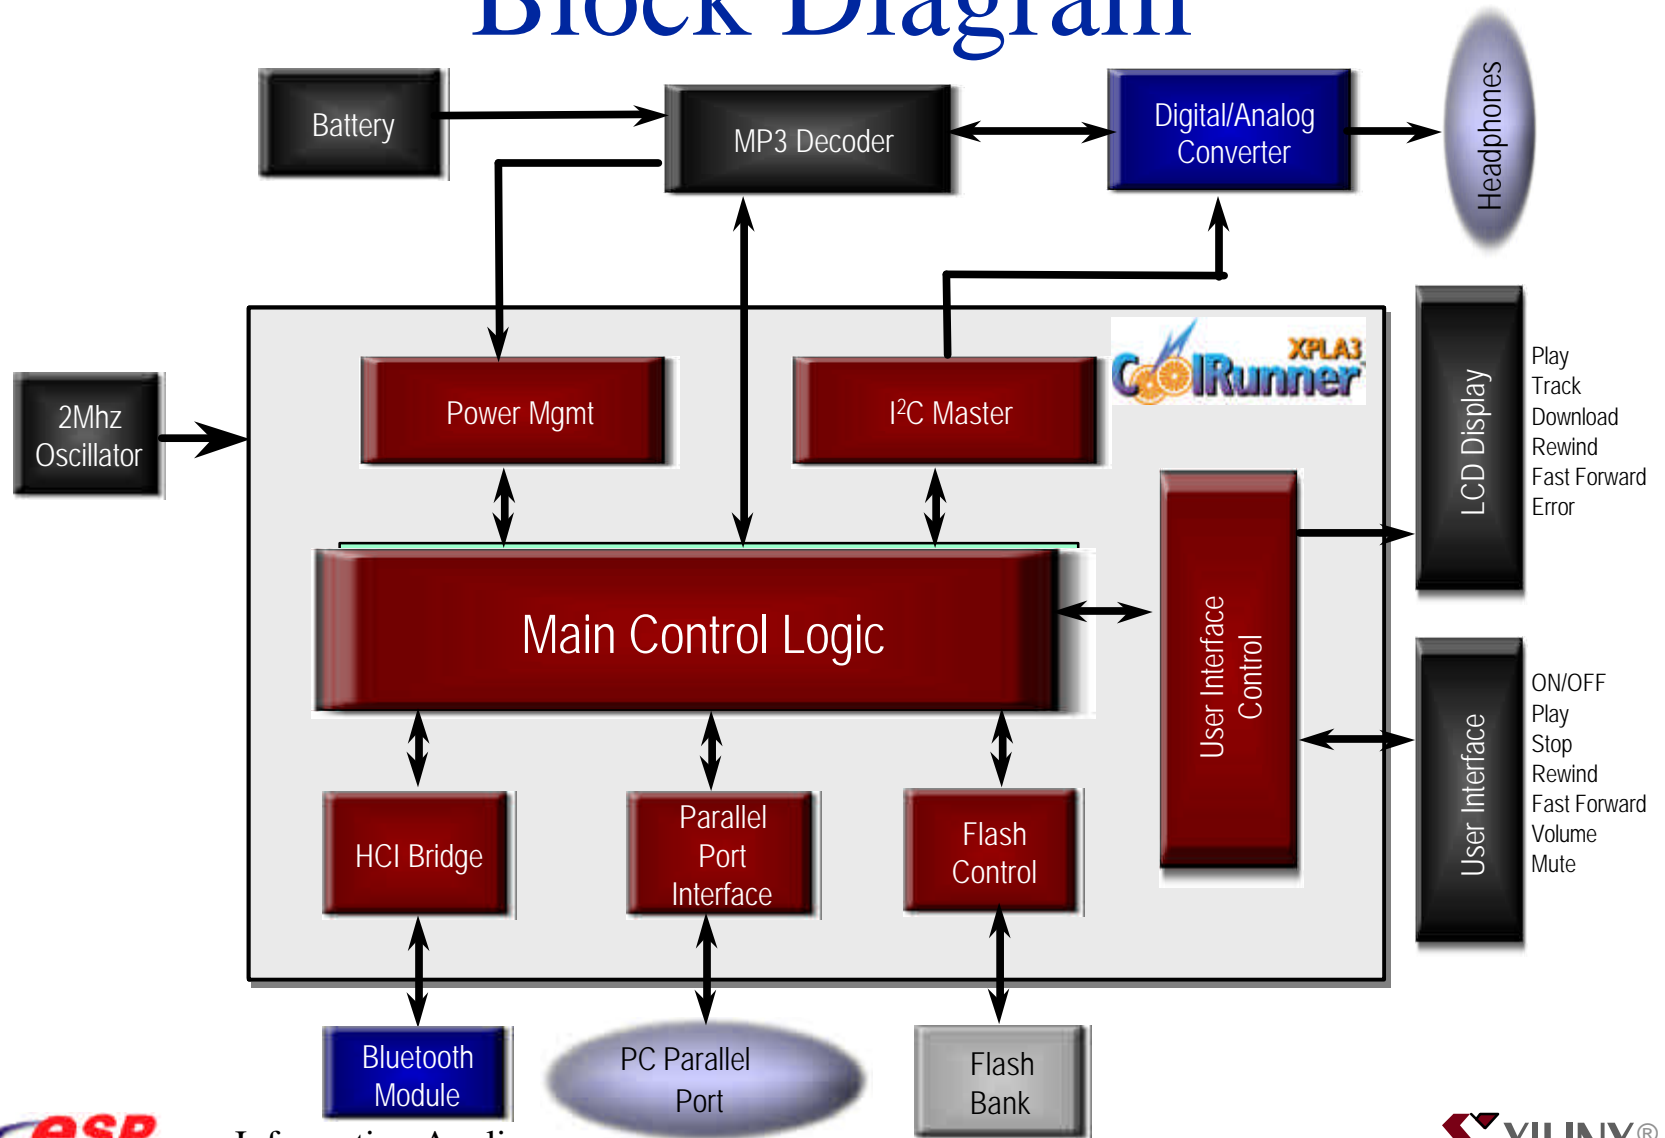 Block Diagram
Battery
MP3 Decoder
Digital/Analog
Converter
Headphones
2Mhz
Oscillator
Power Mgmt
I²C Master
XPLA3
CoolRunner
LCD Display
Play
Track
Download
Rewind
Fast Forward
Error
Main Control Logic
User Interface
Control
User Interface
ON/OFF
Play
Stop
Rewind
Fast Forward
Volume
Mute
HCI Bridge
Parallel
Port
Interface
Flash
Control
Bluetooth
Module
PC Parallel
Port
Flash
Bank
esp
XILINX®